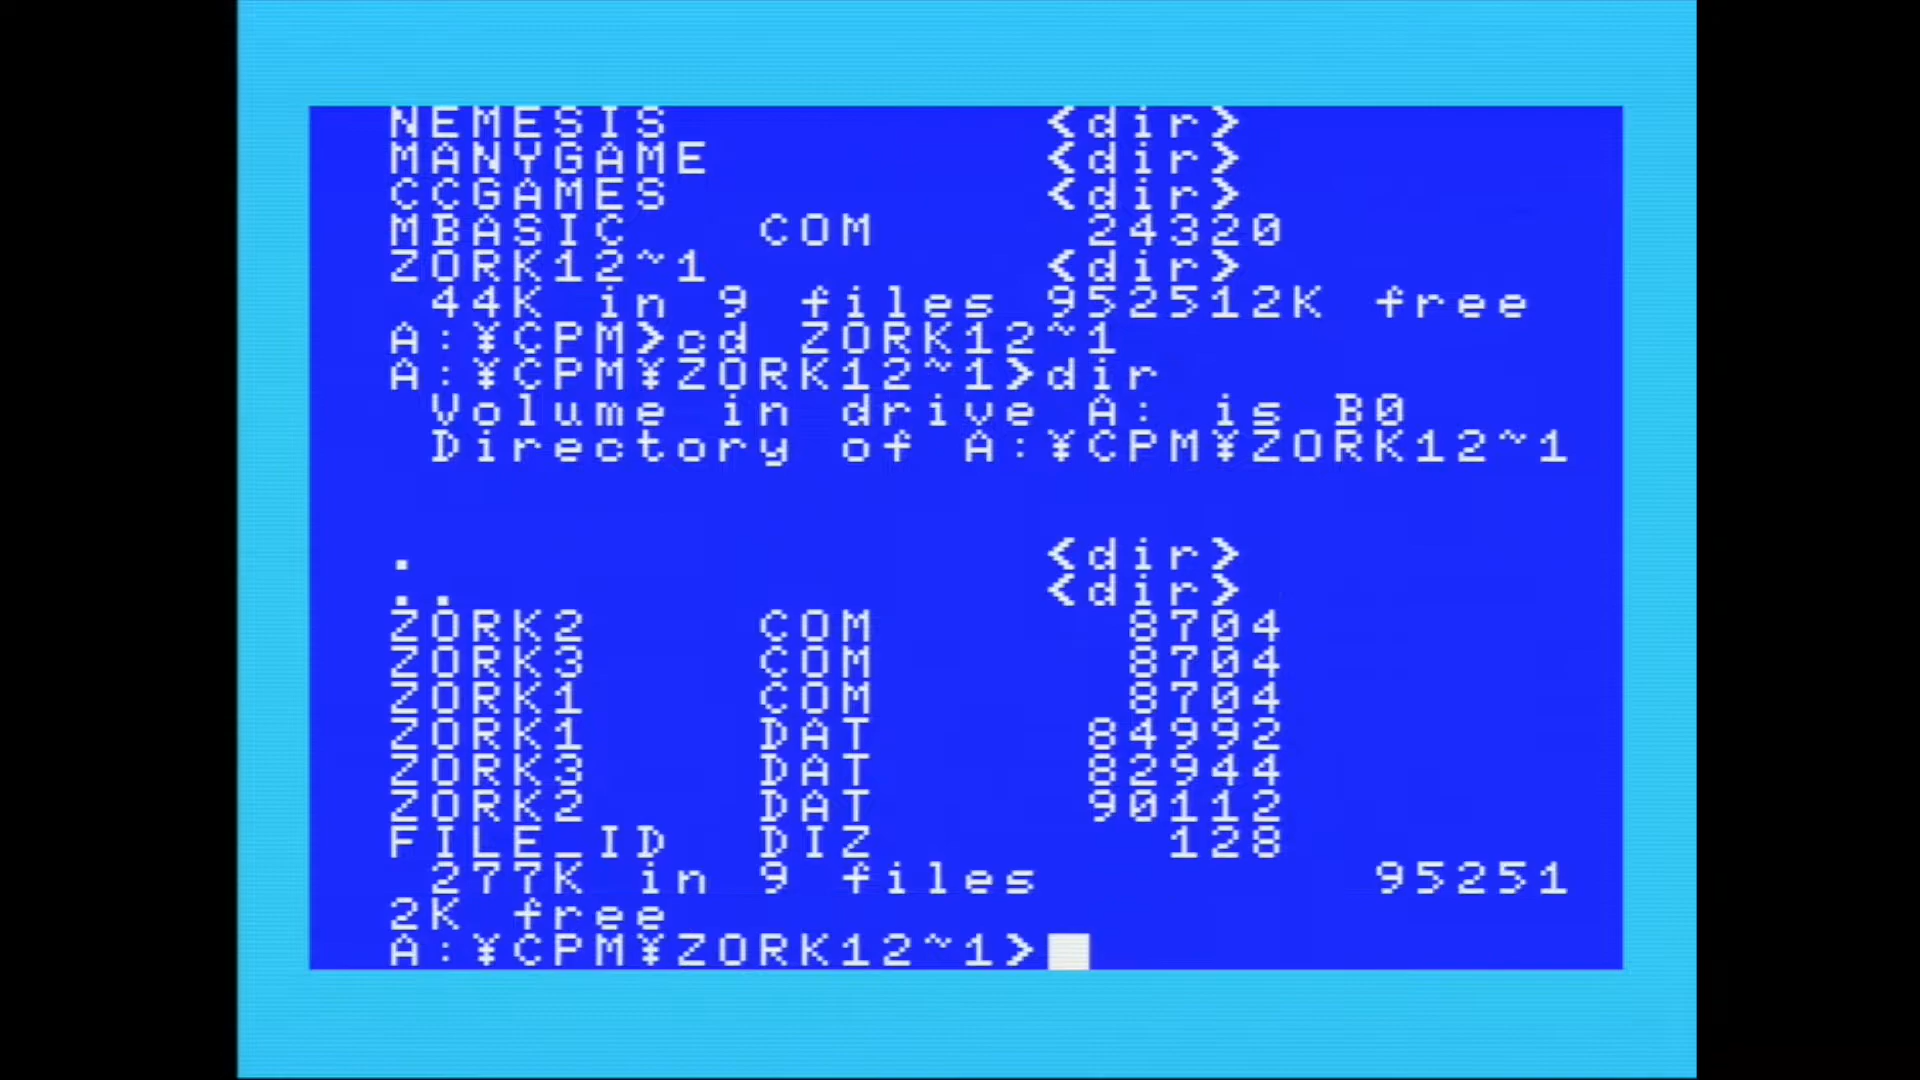 NEMESIS <dir>
MANYGAME <dir>
CCGAMES <dir>
MBASIC COM 24320
ZORK12~1 <dir>
44K in 9 files 952512K free
A:¥CPM>cd ZORK12~1
A:¥CPM¥ZORK12~1>dir
Volume in drive A: is B0
Directory of A:¥CPM¥ZORK12~1
. <dir>
.. <dir>
ZORK2 COM 8704
ZORK3 COM 8704
ZORK1 COM 8704
ZORK1 DAT 84992
ZORK3 DAT 82944
ZORK2 DAT 90112
FILE_ID DIZ 128
277K in 9 files 95251
2K free
A:¥CPM¥ZORK12~1>